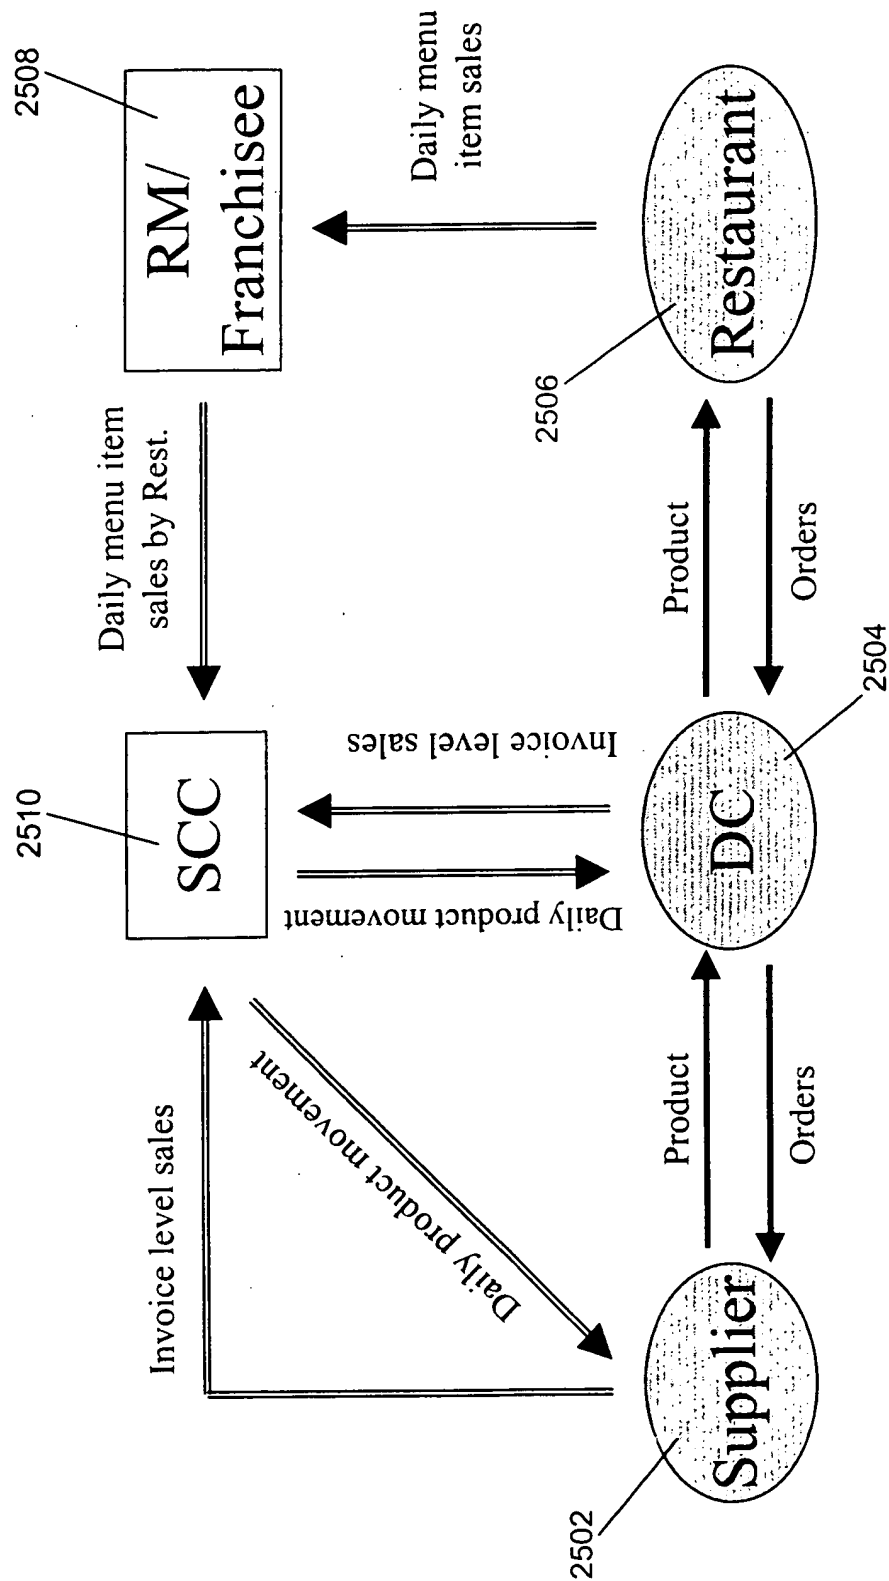 2510
SCC
Daily menu item
sales by Rest.
2508
RM/
Franchisee
Invoice level sales
Daily product movement
Daily product movement
Invoice level sales
Daily menu
item sales
2502
Supplier
Product
Orders
2504
DC
Product
Orders
2506
Restaurant